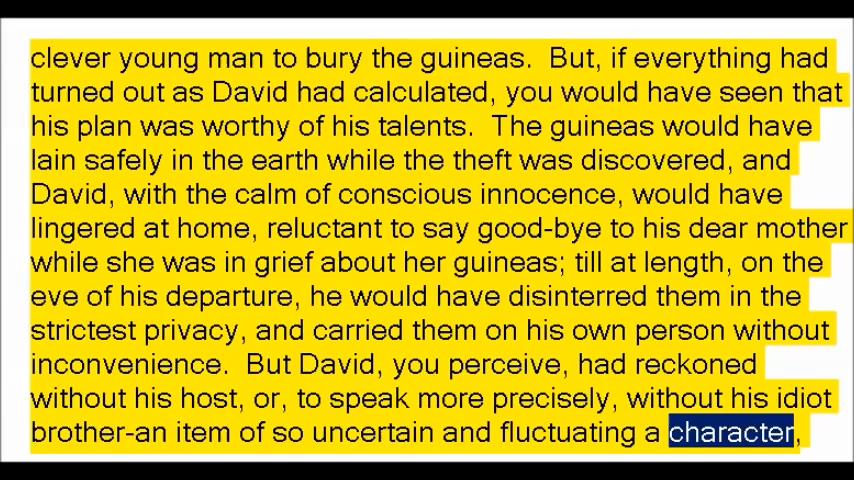 clever young man to bury the guineas.  But, if everything had
turned out as David had calculated, you would have seen that
his plan was worthy of his talents.  The guineas would have
lain safely in the earth while the theft was discovered, and
David, with the calm of conscious innocence, would have
lingered at home, reluctant to say good-bye to his dear mother
while she was in grief about her guineas; till at length, on the
eve of his departure, he would have disinterred them in the
strictest privacy, and carried them on his own person without
inconvenience.  But David, you perceive, had reckoned
without his host, or, to speak more precisely, without his idiot
brother-an item of so uncertain and fluctuating a character,